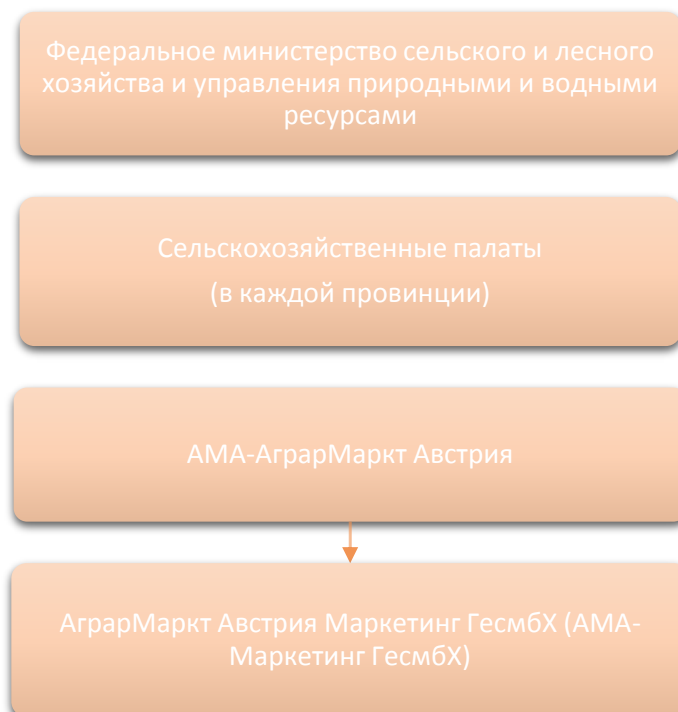 Федеральное министерство сельского и лесного
хозяйства и управления природными и водными
ресурсами
Сельскохозяйственные палаты
(в каждой провинции)
АМА-АграрМаркт Австрия
АграрМаркт Австрия Маркетинг ГесмбХ (АМА-
Маркетинг ГесмбХ)